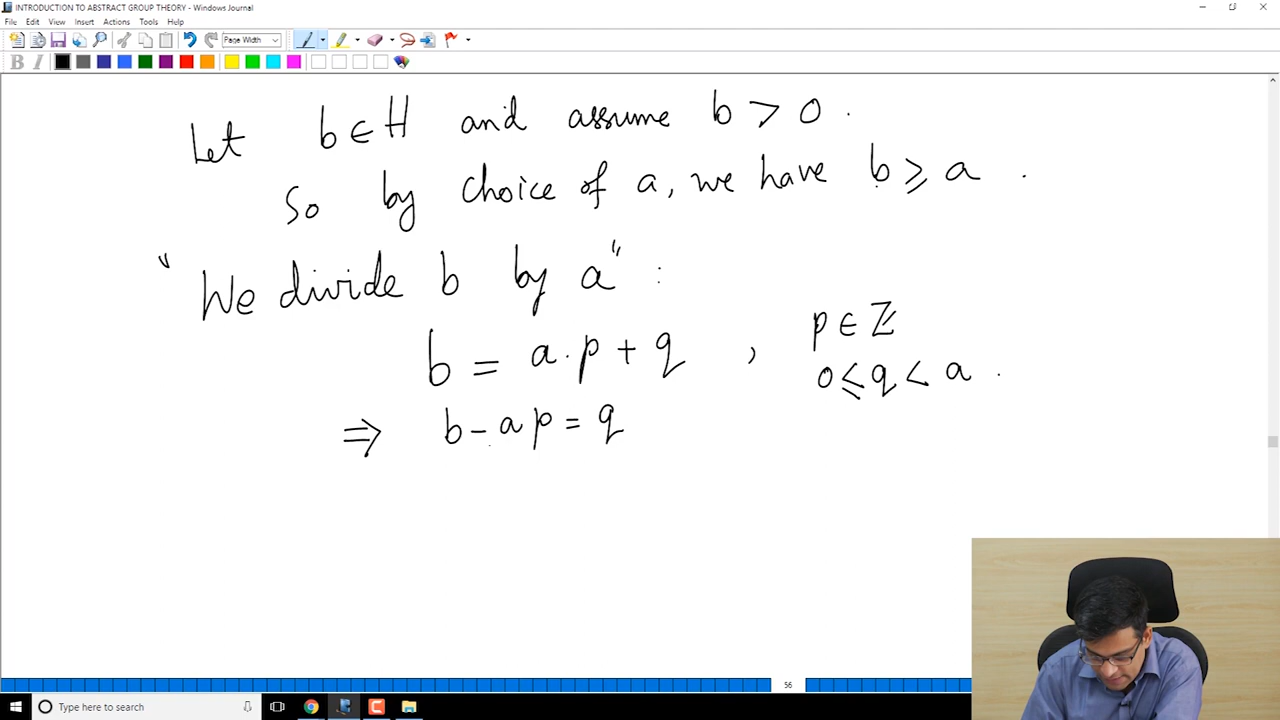 INTRODUCTION TO ABSTRACT GROUP THEORY - Windows Journal
File Edit View Insert Actions Tools Help
Page Width
B I
Let b ∈ H and assume b > 0 .
So by choice of a, we have b ⩾ a .
"We divide b by a" :
b = a·p + q , p ∈ ℤ
0 ≤ q < a .
⇒ b - ap = q
56
Type here to search